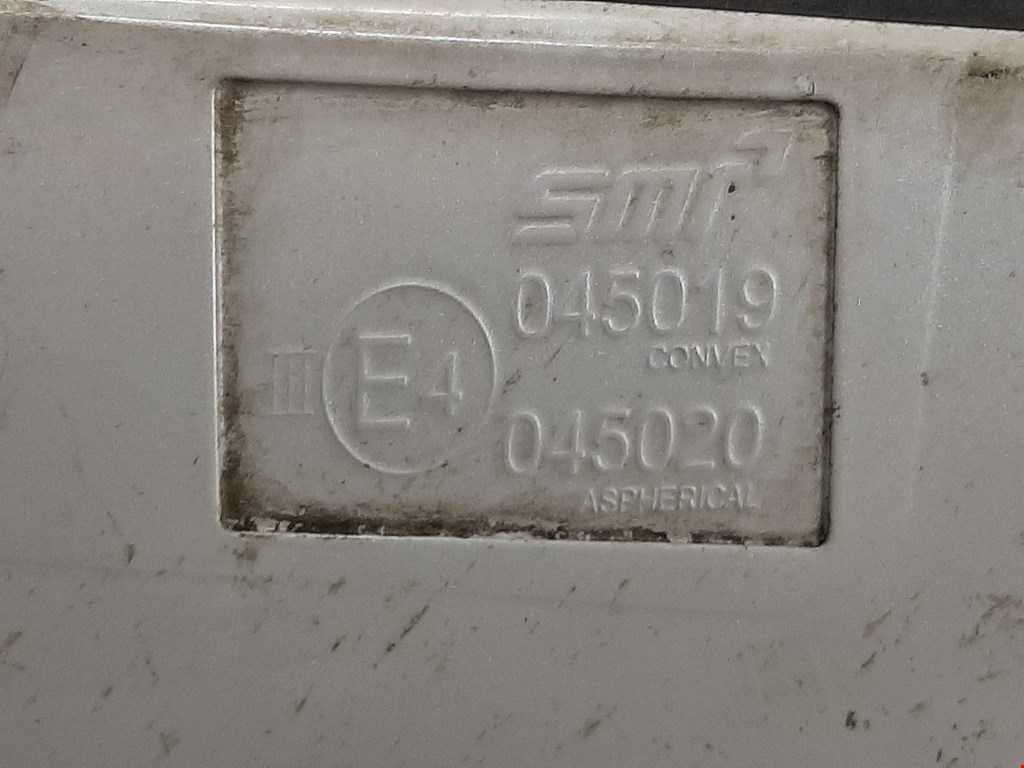 SMR
045019
CONVEX
III E4
045020
ASPHERICAL